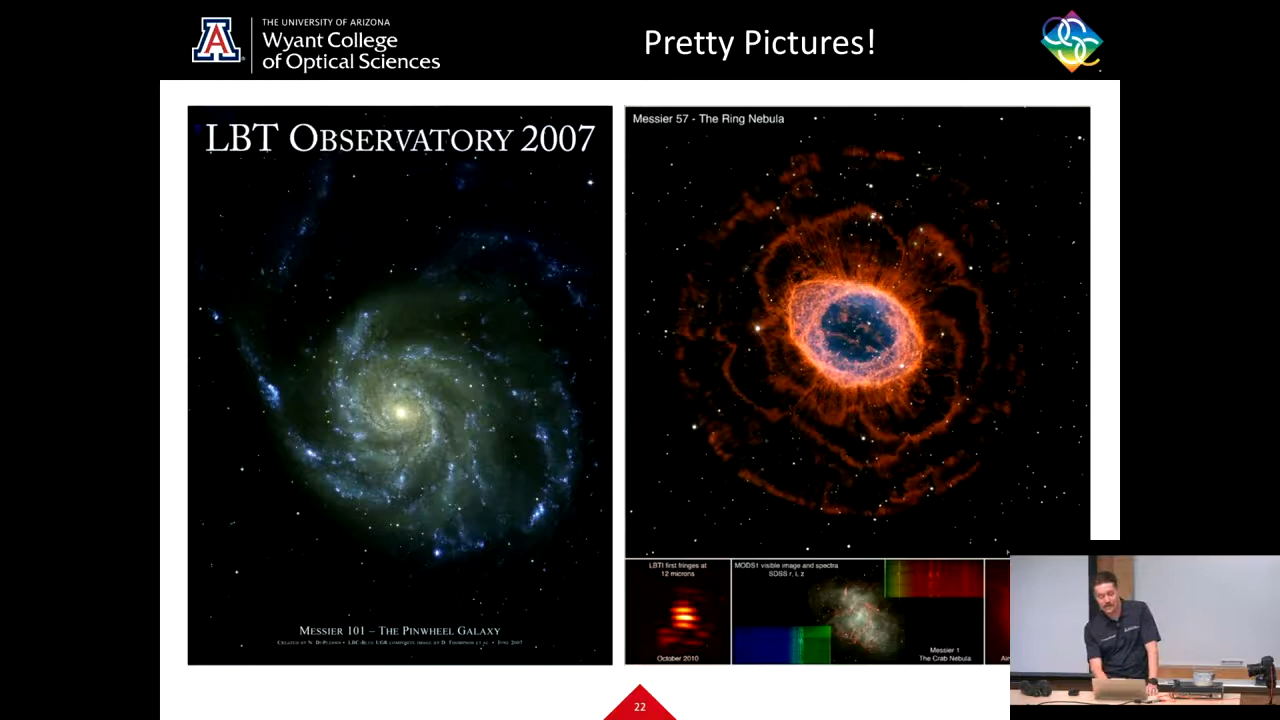 THE UNIVERSITY OF ARIZONA
Wyant College
of Optical Sciences
Pretty Pictures!
LBT OBSERVATORY 2007
MESSIER 101 – THE PINWHEEL GALAXY
Messier 57 - The Ring Nebula
LBTI first fringes at
12 microns
October 2010
MODS1 visible image and spectra
SDSS r, i, z
Messier 1
The Crab Nebula
22